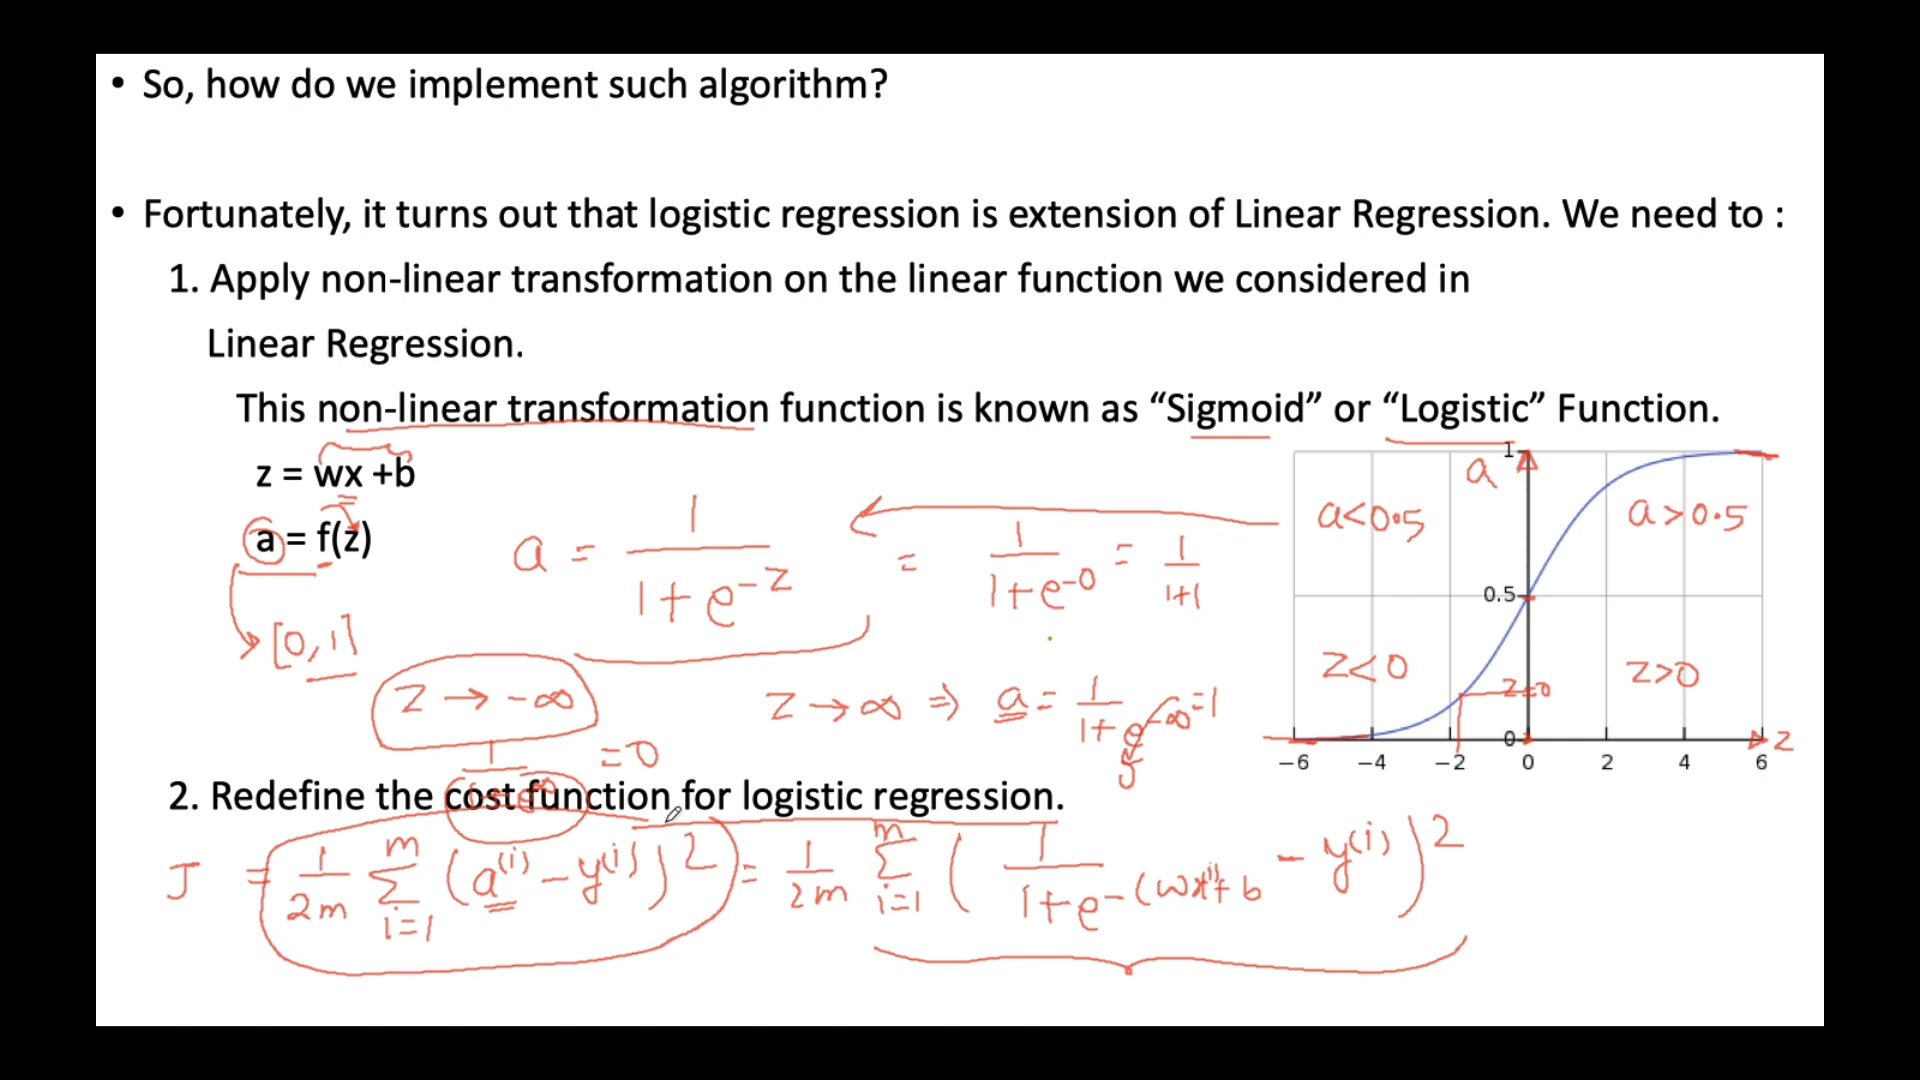 • So, how do we implement such algorithm?
• Fortunately, it turns out that logistic regression is extension of Linear Regression. We need to :
1. Apply non-linear transformation on the linear function we considered in
Linear Regression.
This non-linear transformation function is known as “Sigmoid” or “Logistic” Function.
z = wx +b
a = f(z)
[0, 1]
a = 1 / (1 + e^-z) = 1 / (1 + e^-0) = 1 / (1+1)
z → -∞
1 / e^∞ = 0
z → ∞ ⇒ a = 1 / (1 + e^-∞) = 1
1 a
a<0.5 a>0.5
0.5
z<0 z=0 z>0
0 z
−6 −4 −2 0 2 4 6
2. Redefine the cost function for logistic regression.
J = 1/2m Σ i=1 m (a^(i) - y^(i))^2 = 1/2m Σ i=1 m (1 / (1 + e^-(wx^(i) + b) - y^(i))^2